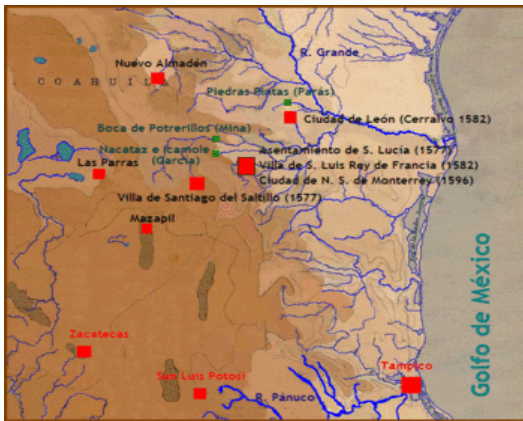 R. Grande
Nuevo Almadén
COAHUILA
Piedras Pintas (Parás)
Ciudad de León (Cerralvo 1582)
Boca de Potrerillos (Mina)
Asentamiento de S. Lucía (1577)
Nacataz e Icamole
(García)
Las Parras
Villa de S. Luis Rey de Francia (1582)
Ciudad de N. S. de Monterrey (1596)
Villa de Santiago del Saltillo (1577)
Mazapil
Golfo de México
Zacatecas
San Luis Potosí
Tampico
R. Pánuco